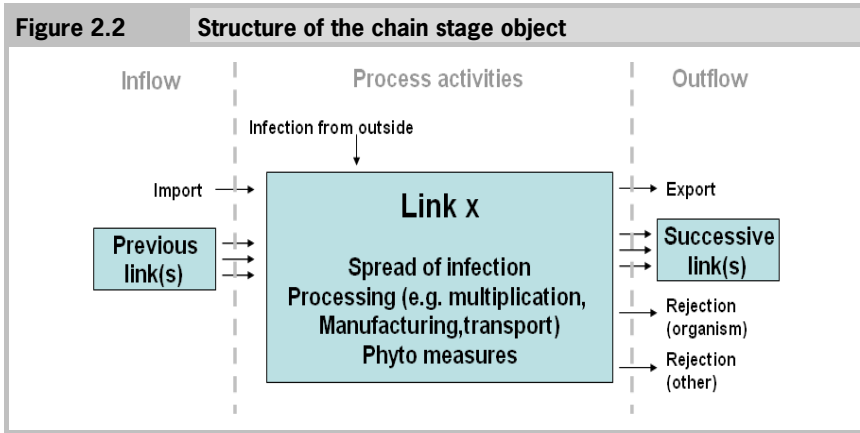 Figure 2.2 Structure of the chain stage object
Inflow
Process activities
Outflow
Infection from outside
Import
Export
Previous
link(s)
Link x
Spread of infection
Processing (e.g. multiplication,
Manufacturing,transport)
Phyto measures
Successive
link(s)
Rejection
(organism)
Rejection
(other)